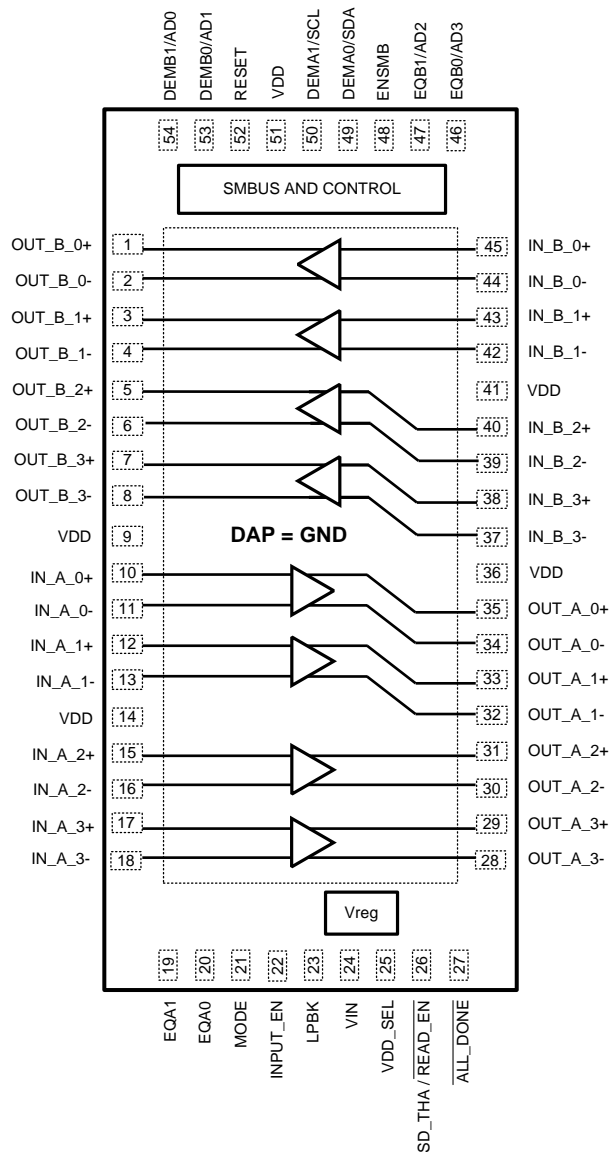 DEMB1/AD0
DEMB0/AD1
RESET
VDD
DEMA1/SCL
DEMA0/SDA
ENSMB
EQB1/AD2
EQB0/AD3
54
53
52
51
50
49
48
47
46
SMBUS AND CONTROL
OUT_B_0+ 1 45 IN_B_0+
OUT_B_0- 2 44 IN_B_0-
OUT_B_1+ 3 43 IN_B_1+
OUT_B_1- 4 42 IN_B_1-
OUT_B_2+ 5 41 VDD
OUT_B_2- 6 40 IN_B_2+
OUT_B_3+ 7 39 IN_B_2-
OUT_B_3- 8 38 IN_B_3+
VDD 9 DAP = GND 37 IN_B_3-
IN_A_0+ 10 36 VDD
IN_A_0- 11 35 OUT_A_0+
IN_A_1+ 12 34 OUT_A_0-
IN_A_1- 13 33 OUT_A_1+
VDD 14 32 OUT_A_1-
IN_A_2+ 15 31 OUT_A_2+
IN_A_2- 16 30 OUT_A_2-
IN_A_3+ 17 29 OUT_A_3+
IN_A_3- 18 28 OUT_A_3-
Vreg
19
20
21
22
23
24
25
26
27
EQA1
EQA0
MODE
INPUT_EN
LPBK
VIN
VDD_SEL
SD_THA / READ_EN
ALL_DONE